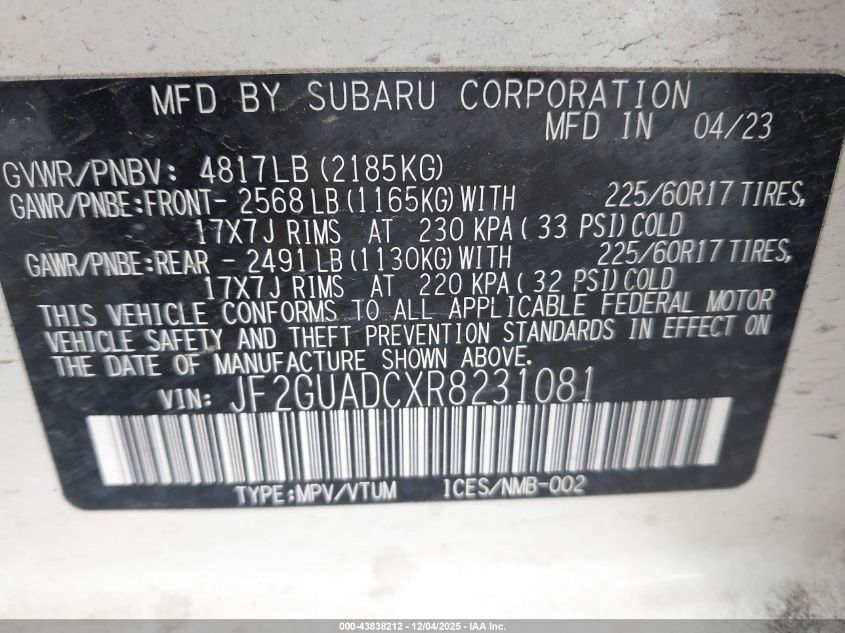 MFD BY SUBARU CORPORATION
MFD IN 04/23
GVWR/PNBV: 4817LB (2185KG)
GAWR/PNBE:FRONT- 2568LB (1165KG) WITH 225/60R17 TIRES,
17X7J RIMS AT 230 KPA ( 33 PSI) COLD
GAWR/PNBE:REAR - 2491LB (1130KG) WITH 225/60R17 TIRES,
17X7J RIMS AT 220 KPA ( 32 PSI) COLD
THIS VEHICLE CONFORMS TO ALL APPLICABLE FEDERAL MOTOR
VEHICLE SAFETY AND THEFT PREVENTION STANDARDS IN EFFECT ON
THE DATE OF MANUFACTURE SHOWN ABOVE.
VIN: JF2GUADCXR8231081
TYPE:MPV/VTUM ICES/NMB-002
000-43838212 - 12/04/2025 - IAA Inc.